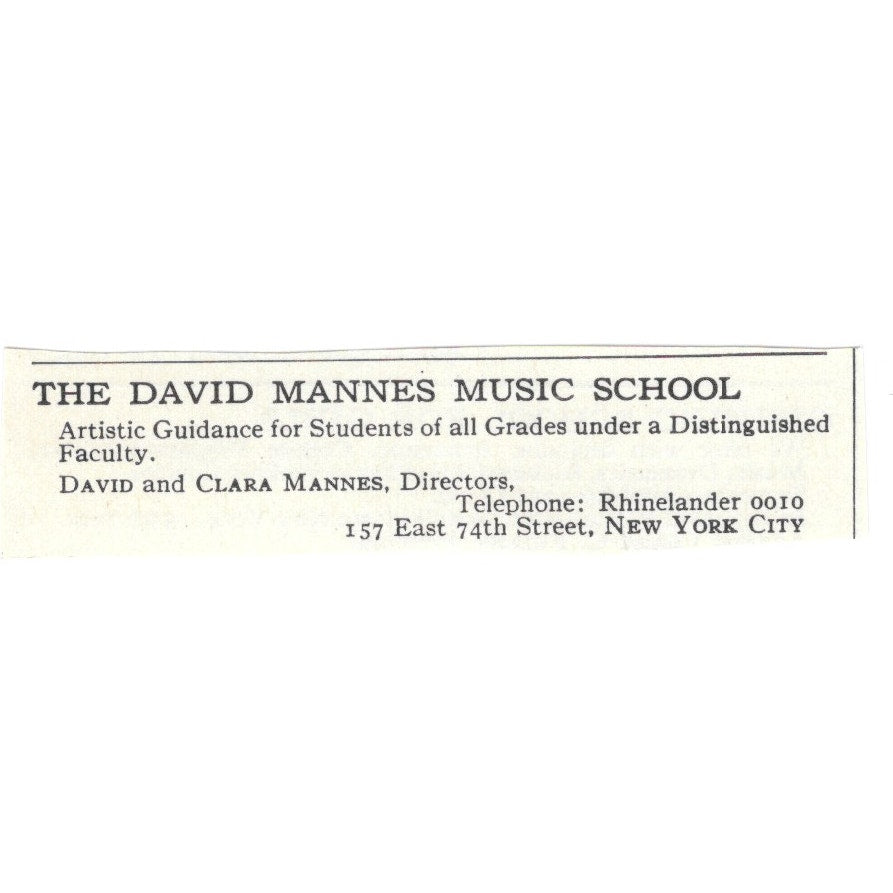 THE DAVID MANNES MUSIC SCHOOL
Artistic Guidance for Students of all Grades under a Distinguished
Faculty.
DAVID and CLARA MANNES, Directors,
Telephone: Rhinelander 0010
157 East 74th Street, NEW YORK CITY